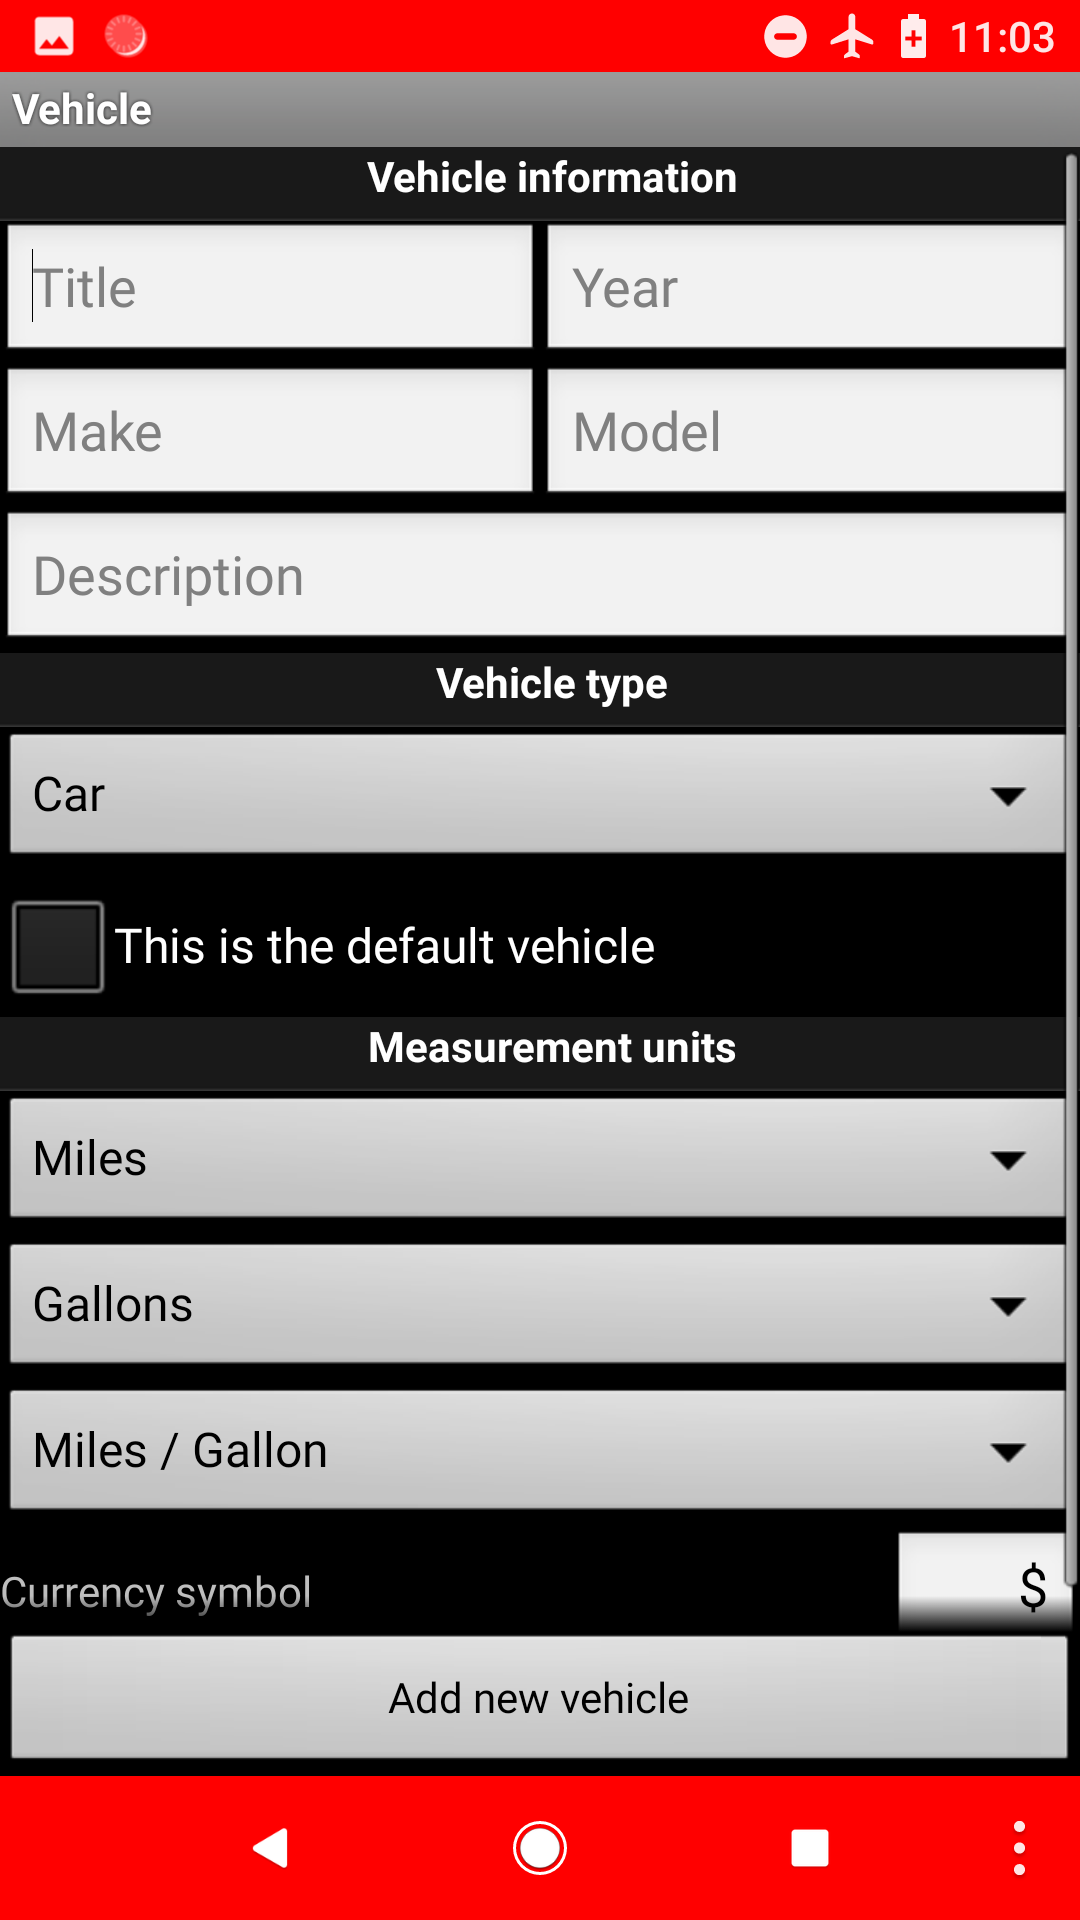 11:03
Vehicle
Vehicle information
Title Year
Make Model
Description
Vehicle type
Car
This is the default vehicle
Measurement units
Miles
Gallons
Miles / Gallon
Currency symbol $
Add new vehicle